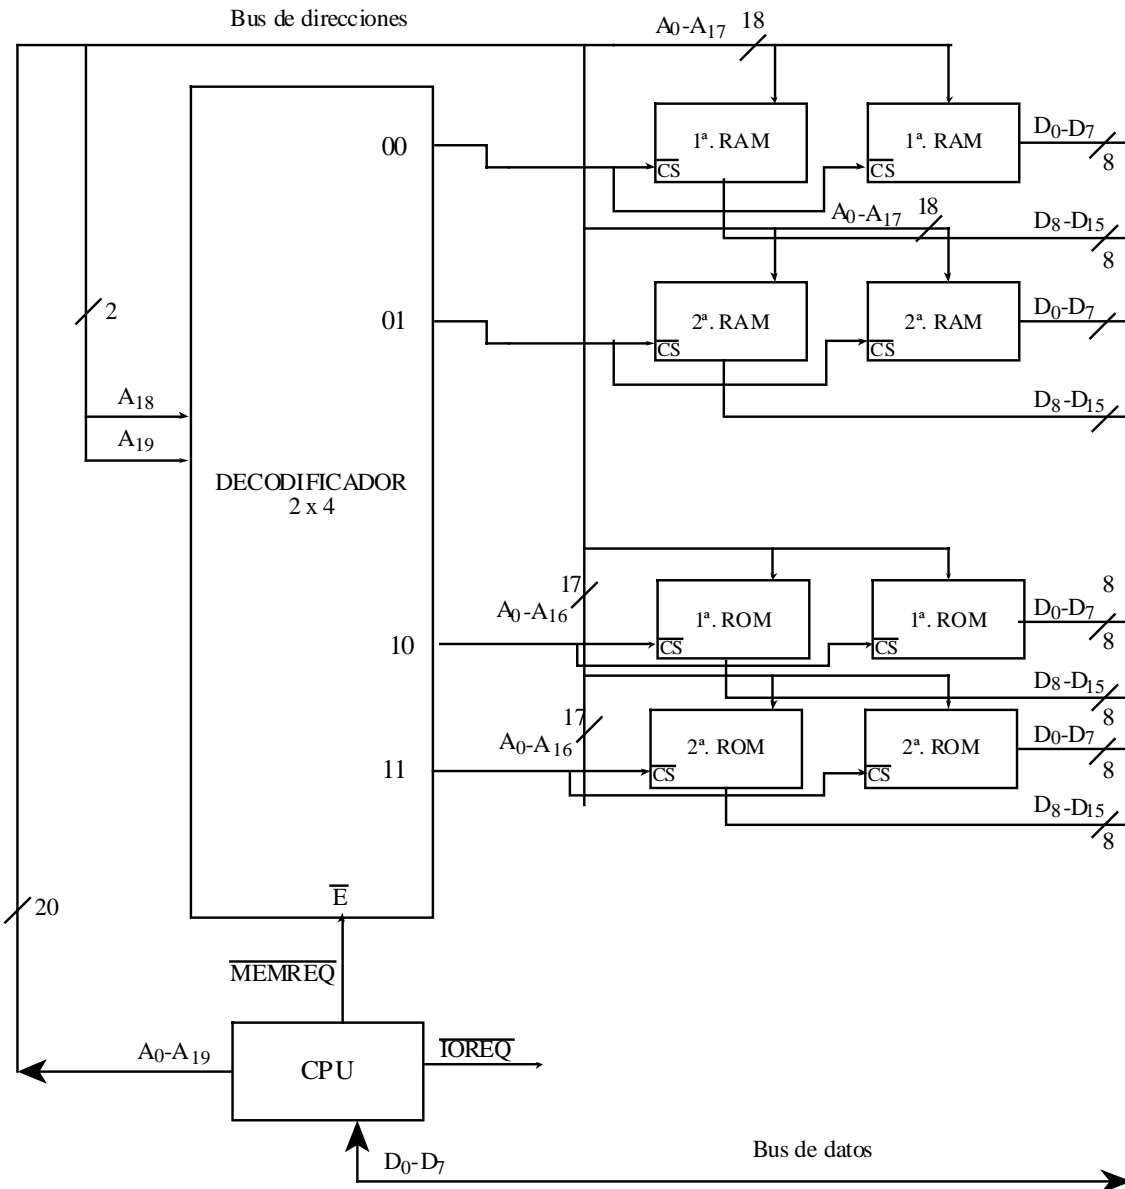 Bus de direcciones
A0-A17 18
1ª. RAM
CS
1ª. RAM
CS
D0-D7
8
00
A0-A17 18
D8-D15
8
2
01
2ª. RAM
CS
2ª. RAM
CS
D0-D7
D8-D15
A18
A19
DECODIFICADOR
2 x 4
17
A0-A16
1ª. ROM
CS
1ª. ROM
CS
8
D0-D7
8
10
D8-D15
8
17
A0-A16
2ª. ROM
CS
2ª. ROM
CS
D0-D7
8
11
D8-D15
8
E
20
MEMREQ
A0-A19
CPU
IOREQ
D0-D7
Bus de datos